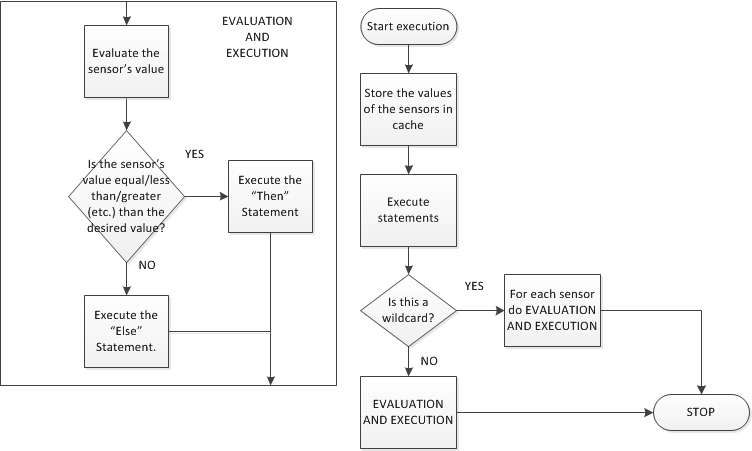 EVALUATION
AND
EXECUTION
Evaluate the
sensor's value
Is the sensor's
value equal/less
than/greater
(etc.) than the
desired value?
YES
Execute the
"Then"
Statement
NO
Execute the
"Else"
Statement.
Start execution
Store the values
of the sensors in
cache
Execute
statements
Is this a
wildcard?
YES
For each sensor
do EVALUATION
AND EXECUTION
NO
EVALUATION
AND EXECUTION
STOP